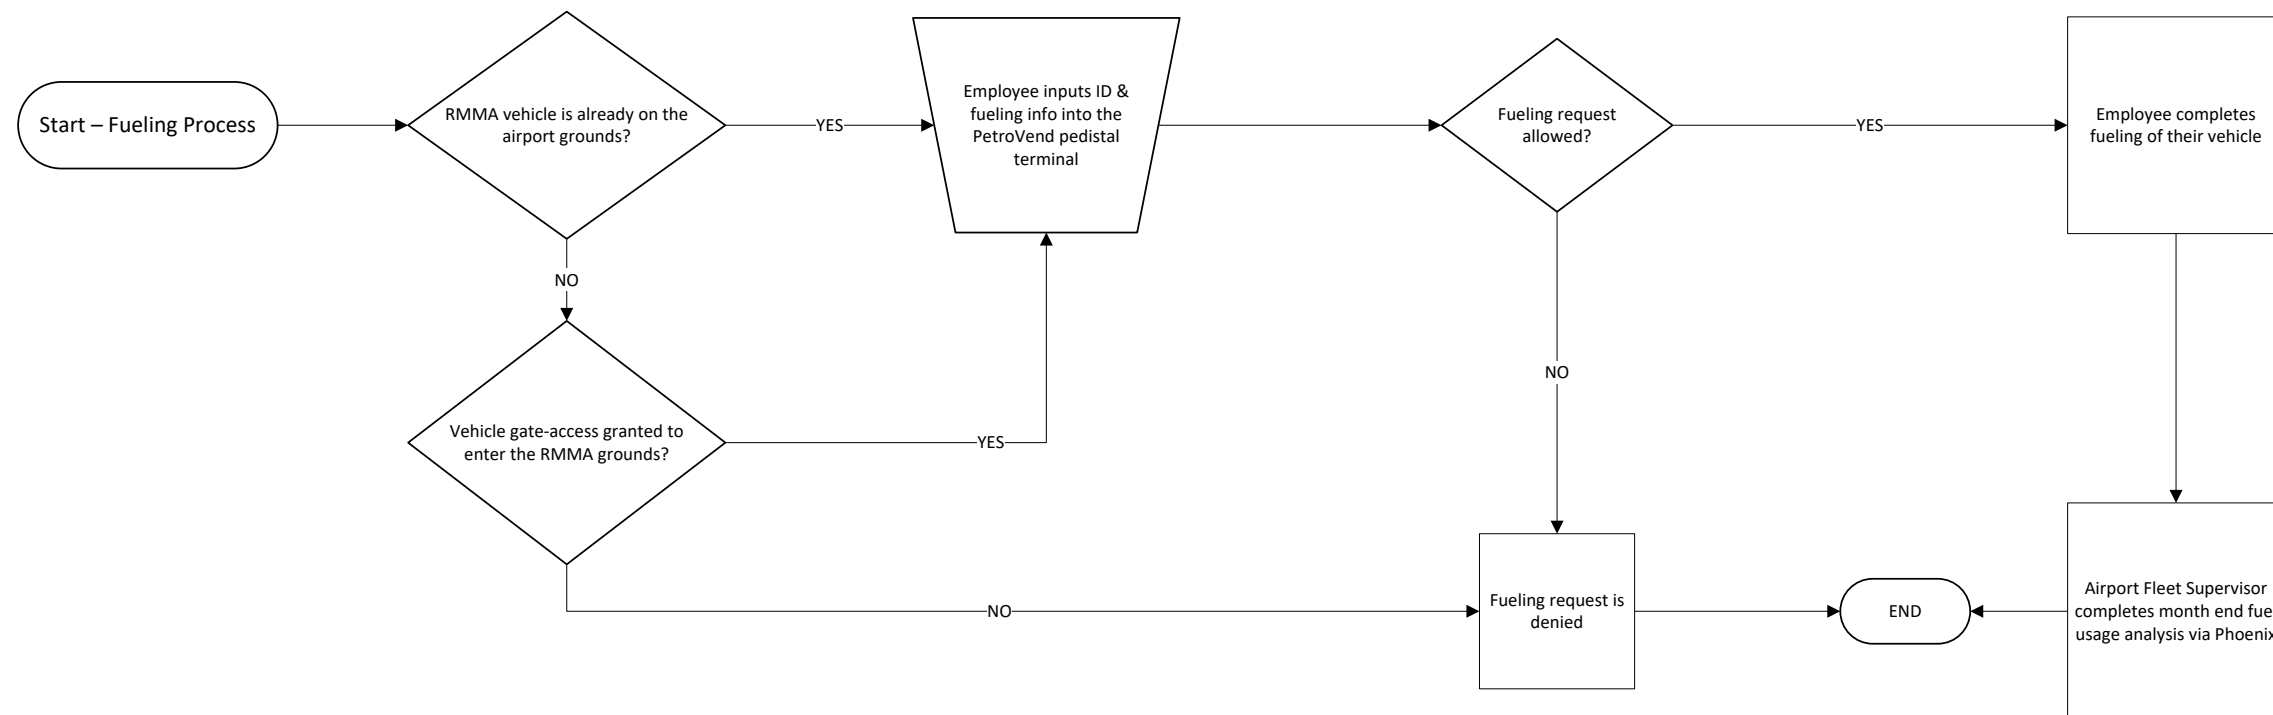 Start – Fueling Process
RMMA vehicle is already on the
airport grounds?
YES
Employee inputs ID &
fueling info into the
PetroVend pedistal
terminal
Fueling request
allowed?
YES
Employee completes
fueling of their vehicle
NO
Vehicle gate-access granted to
enter the RMMA grounds?
YES
NO
NO
Fueling request is
denied
END
Airport Fleet Supervisor
completes month end fue
usage analysis via Phoenix